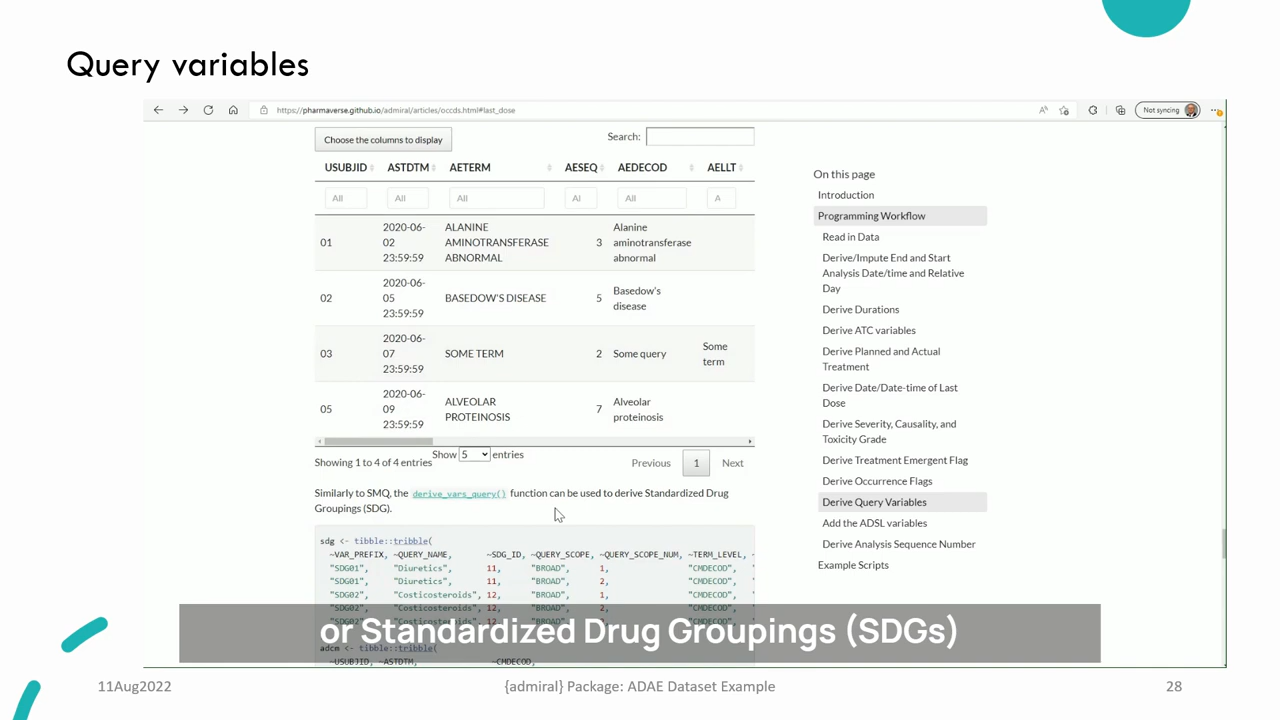 Query variables
https://pharmaverse.github.io/admiral/articles/occds.html#last_dose
Not syncing
Choose the columns to display
Search:
USUBJID ASTDTM AETERM AESEQ AEDECOD AELLT
All All All Al All A
01 2020-06-02 23:59:59 ALANINE AMINOTRANSFERASE ABNORMAL 3 Alanine aminotransferase abnormal
02 2020-06-05 23:59:59 BASEDOW'S DISEASE 5 Basedow's disease
03 2020-06-07 23:59:59 SOME TERM 2 Some query Some term
05 2020-06-09 23:59:59 ALVEOLAR PROTEINOSIS 7 Alveolar proteinosis
Showing 1 to 4 of 4 entries Show 5 entries Previous 1 Next
Similarly to SMQ, the derive_vars_query() function can be used to derive Standardized Drug
Groupings (SDG).
sdg <- tibble::tribble(
~VAR_PREFIX, ~QUERY_NAME, ~SDG_ID, ~QUERY_SCOPE, ~QUERY_SCOPE_NUM, ~TERM_LEVEL, ~
"SDG01", "Diuretics", 11, "BROAD", 1, "CMDECOD", "
"SDG01", "Diuretics", 11, "BROAD", 2, "CMDECOD", "
"SDG02", "Costicosteroids", 12, "BROAD", 1, "CMDECOD", "
"SDG02", "Costicosteroids", 12, "BROAD", 2, "CMDECOD", "
"SDG02", "Costicosteroids", 12, "BROAD", "CMDECOD",
adcm <- tibble::tribble(
~USUBJID, ~ASTDTM, ~CMDECOD,
On this page
Introduction
Programming Workflow
Read in Data
Derive/Impute End and Start
Analysis Date/time and Relative
Day
Derive Durations
Derive ATC variables
Derive Planned and Actual
Treatment
Derive Date/Date-time of Last
Dose
Derive Severity, Causality, and
Toxicity Grade
Derive Treatment Emergent Flag
Derive Occurrence Flags
Derive Query Variables
Add the ADSL variables
Derive Analysis Sequence Number
Example Scripts
or Standardized Drug Groupings (SDGs)
11Aug2022
{admiral} Package: ADAE Dataset Example
28